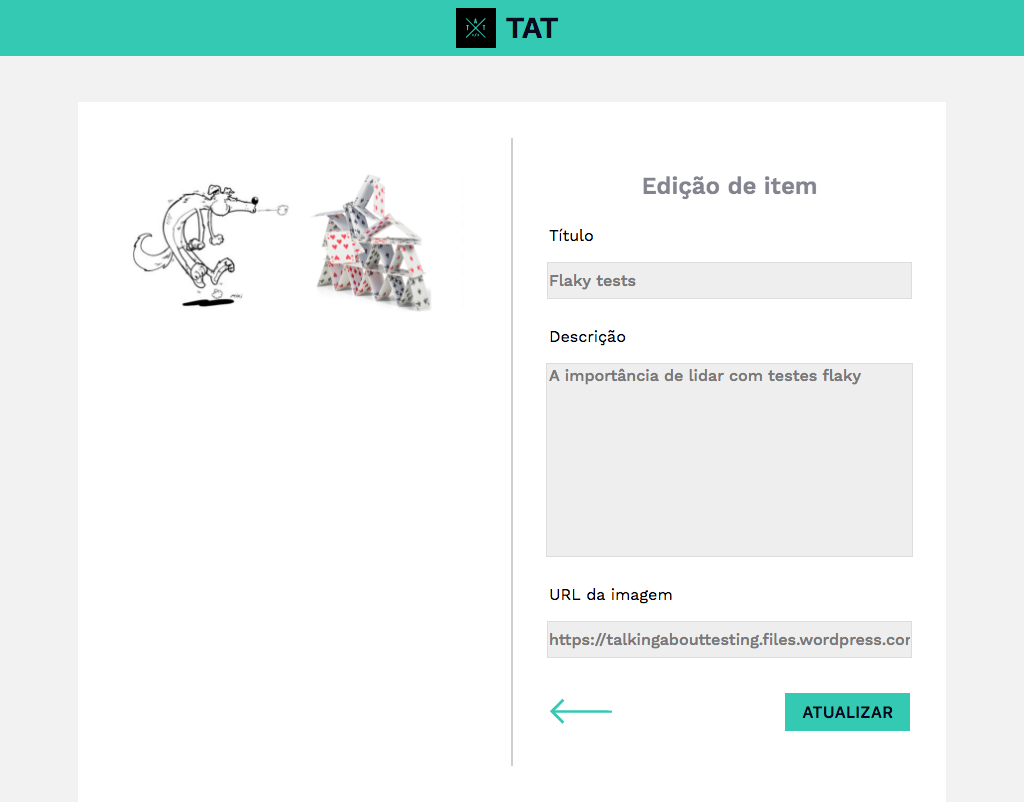 TAT
Edição de item
Título
Flaky tests
Descrição
A importância de lidar com testes flaky
URL da imagem
https://talkingabouttesting.files.wordpress.cor
ATUALIZAR